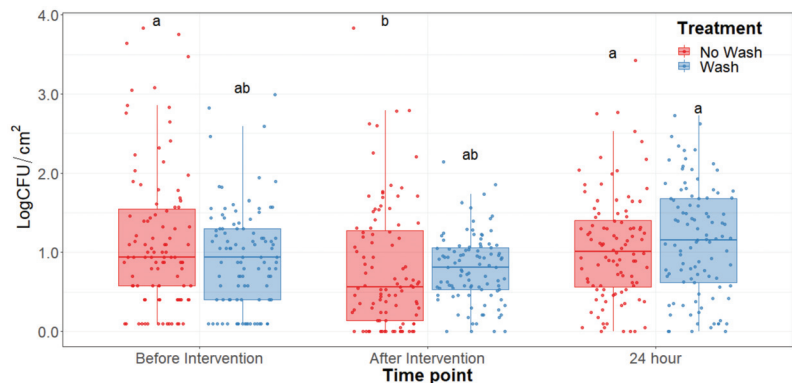 4.0
3.0
2.0
1.0
0.0
LogCFU/cm²
a
ab
b
ab
a
a
Treatment
No Wash
Wash
Before Intervention
After Intervention
24 hour
Time point